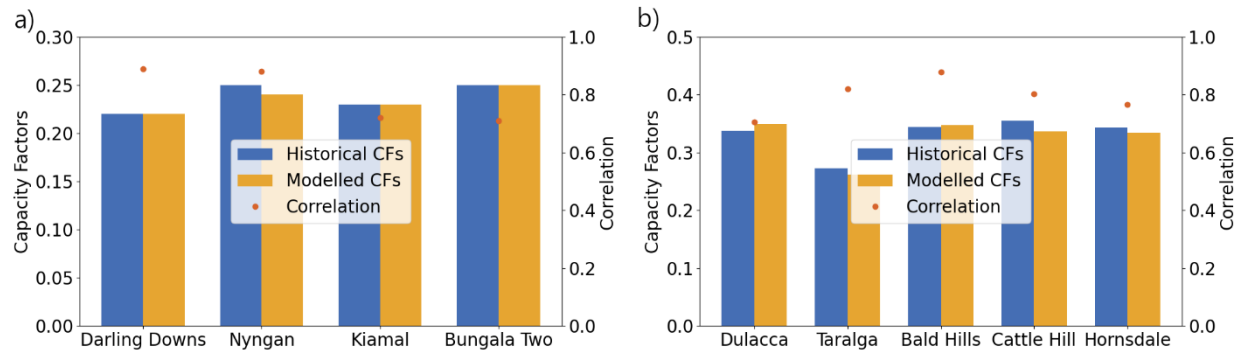 a)
0.30
0.25
0.20
0.15
0.10
0.05
0.00
Capacity Factors
Historical CFs
Modelled CFs
Correlation
1.0
0.8
0.6
0.4
0.2
0.0
Correlation
Darling Downs Nyngan Kiamal Bungala Two
b)
0.5
0.4
0.3
0.2
0.1
0.0
Capacity Factors
Historical CFs
Modelled CFs
Correlation
1.0
0.8
0.6
0.4
0.2
0.0
Correlation
Dulacca Taralga Bald Hills Cattle Hill Hornsdale